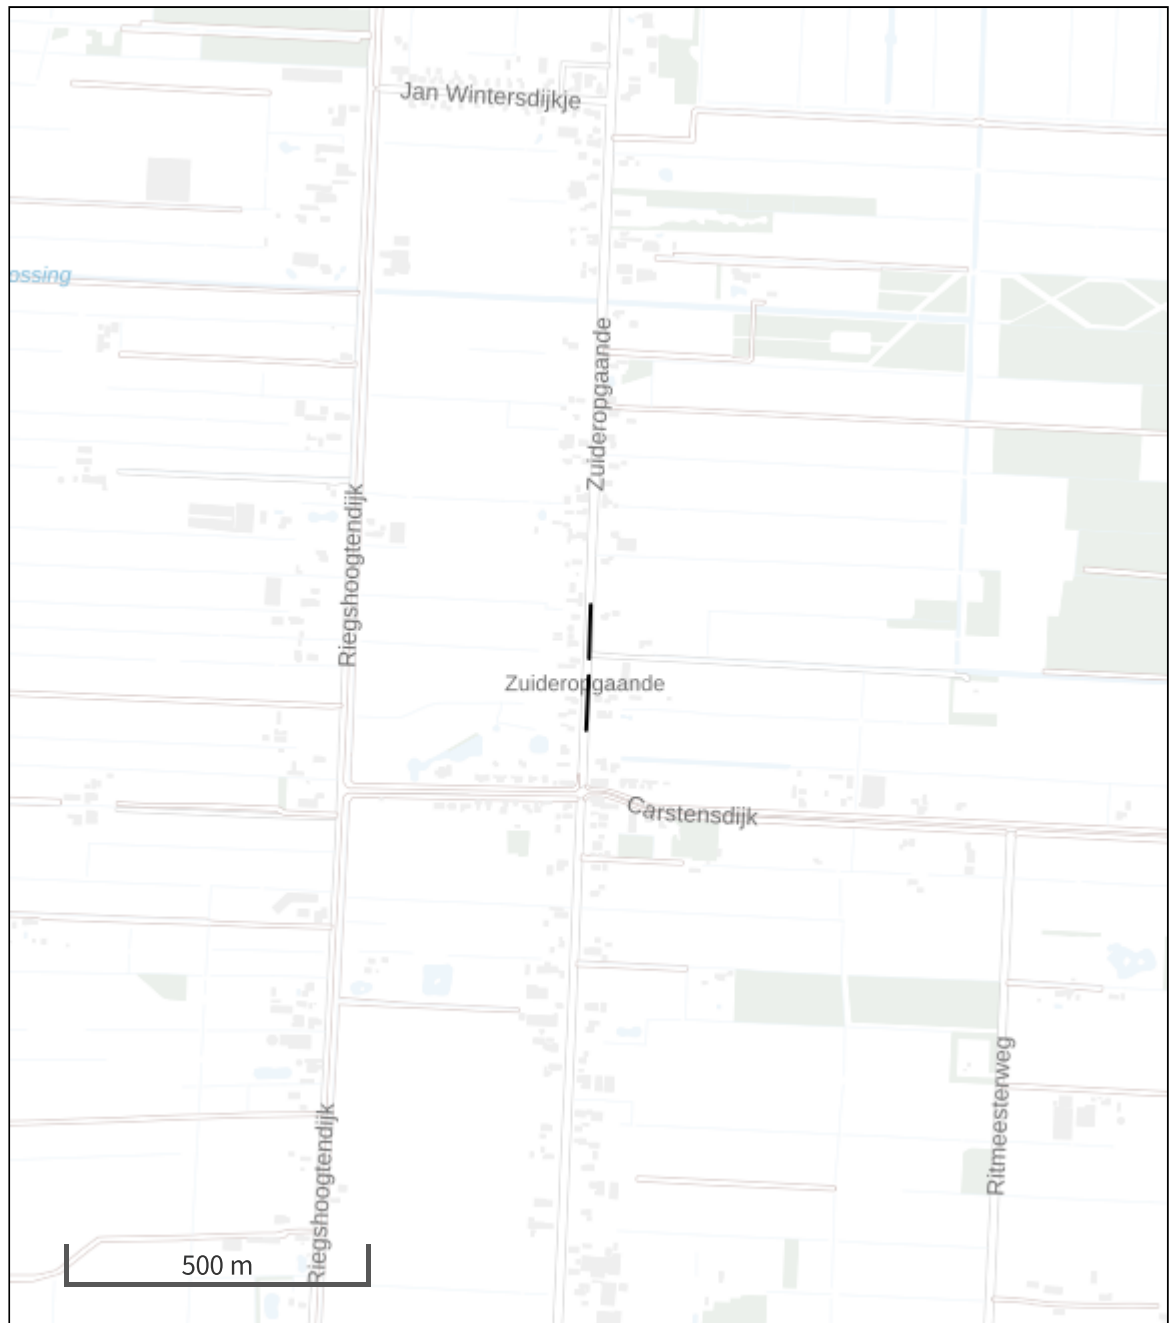 Jan Wintersdijkje
ossing
Zuideropgaande
Riegshoogtendijk
Zuideropgaande
Carstensdijk
Ritmeesterweg
Riegshoogtendijk
500 m